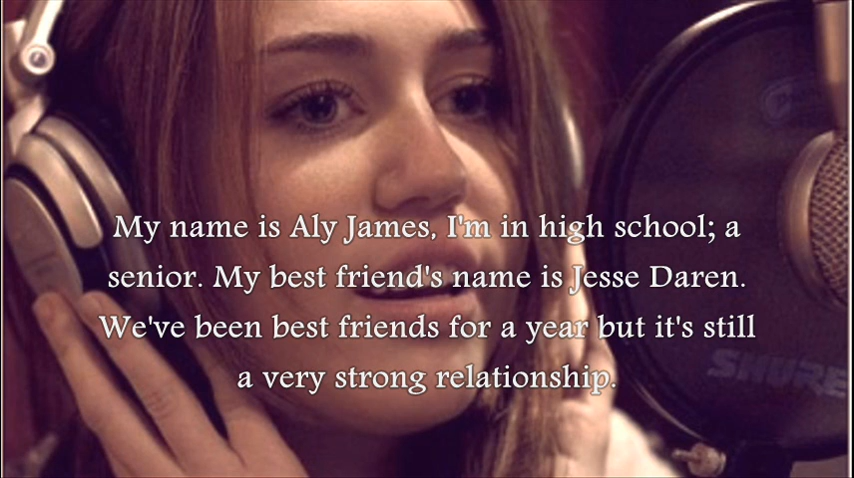 My name is Aly James, I'm in high school; a
senior. My best friend's name is Jesse Daren.
We've been best friends for a year but it's still
a very strong relationship.
SHURE